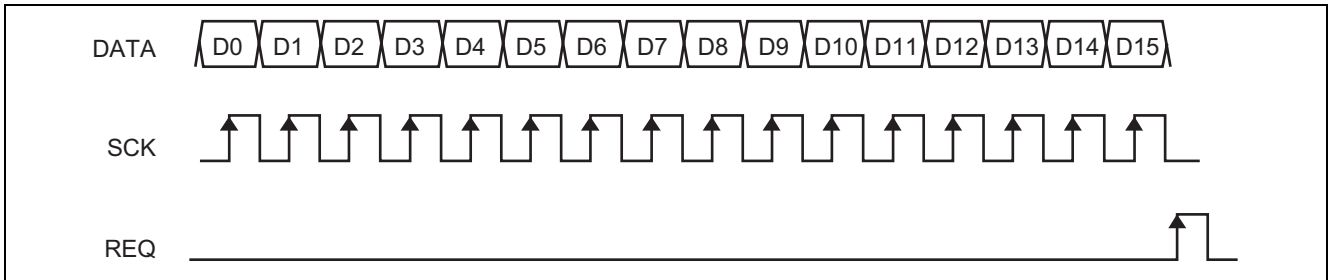 DATA D0 D1 D2 D3 D4 D5 D6 D7 D8 D9 D10 D11 D12 D13 D14 D15
SCK
REQ